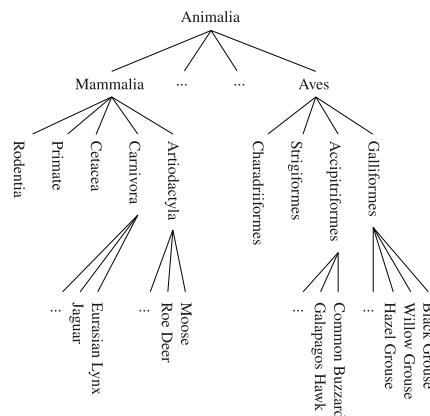 Animalia
Mammalia
...
...
Aves
Rodentia
Primate
Cetacea
Carnivora
Artiodactyla
Charadriiformes
Strigiformes
Accipitriformes
Galliformes
...
Jaguar
Eurasian Lynx
...
Roe Deer
Moose
...
Galapagos Hawk
Common Buzzard
...
Hazel Grouse
Willow Grouse
Black Grouse